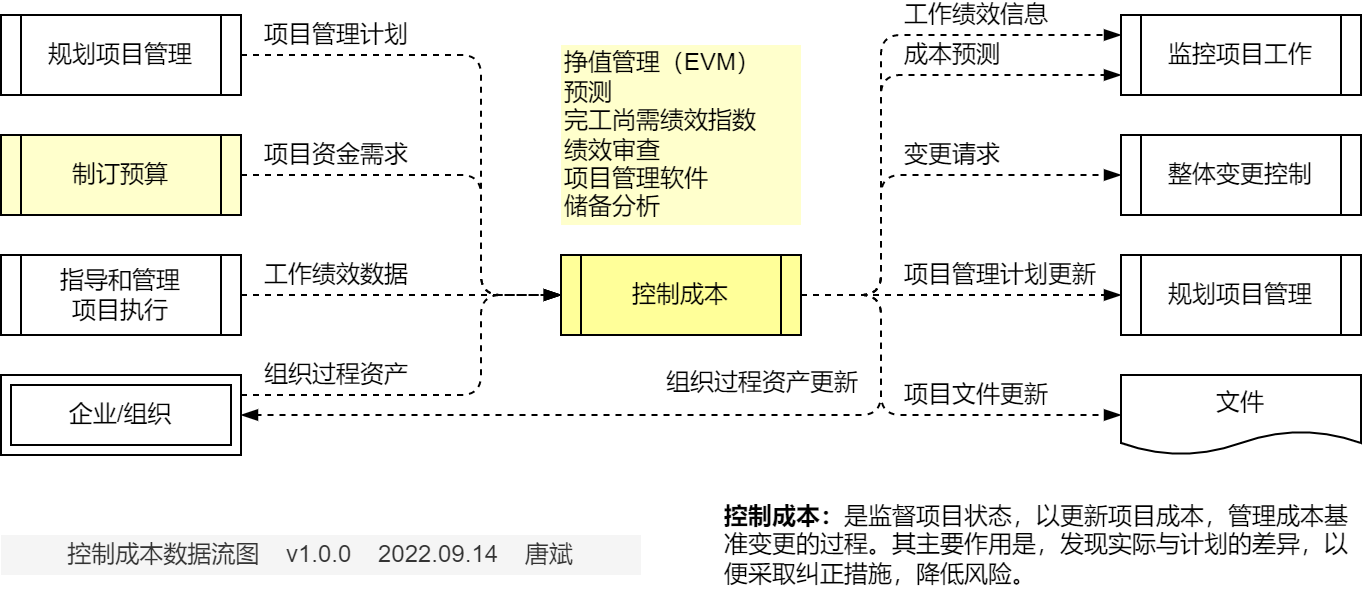 规划项目管理
项目管理计划
制订预算
项目资金需求
指导和管理
项目执行
工作绩效数据
企业/组织
组织过程资产
挣值管理（EVM）
预测
完工尚需绩效指数
绩效审查
项目管理软件
储备分析
控制成本
组织过程资产更新
工作绩效信息
成本预测
监控项目工作
变更请求
整体变更控制
项目管理计划更新
规划项目管理
项目文件更新
文件
控制成本数据流图 v1.0.0 2022.09.14 唐斌
控制成本：是监督项目状态，以更新项目成本，管理成本基
准变更的过程。其主要作用是，发现实际与计划的差异，以
便采取纠正措施，降低风险。